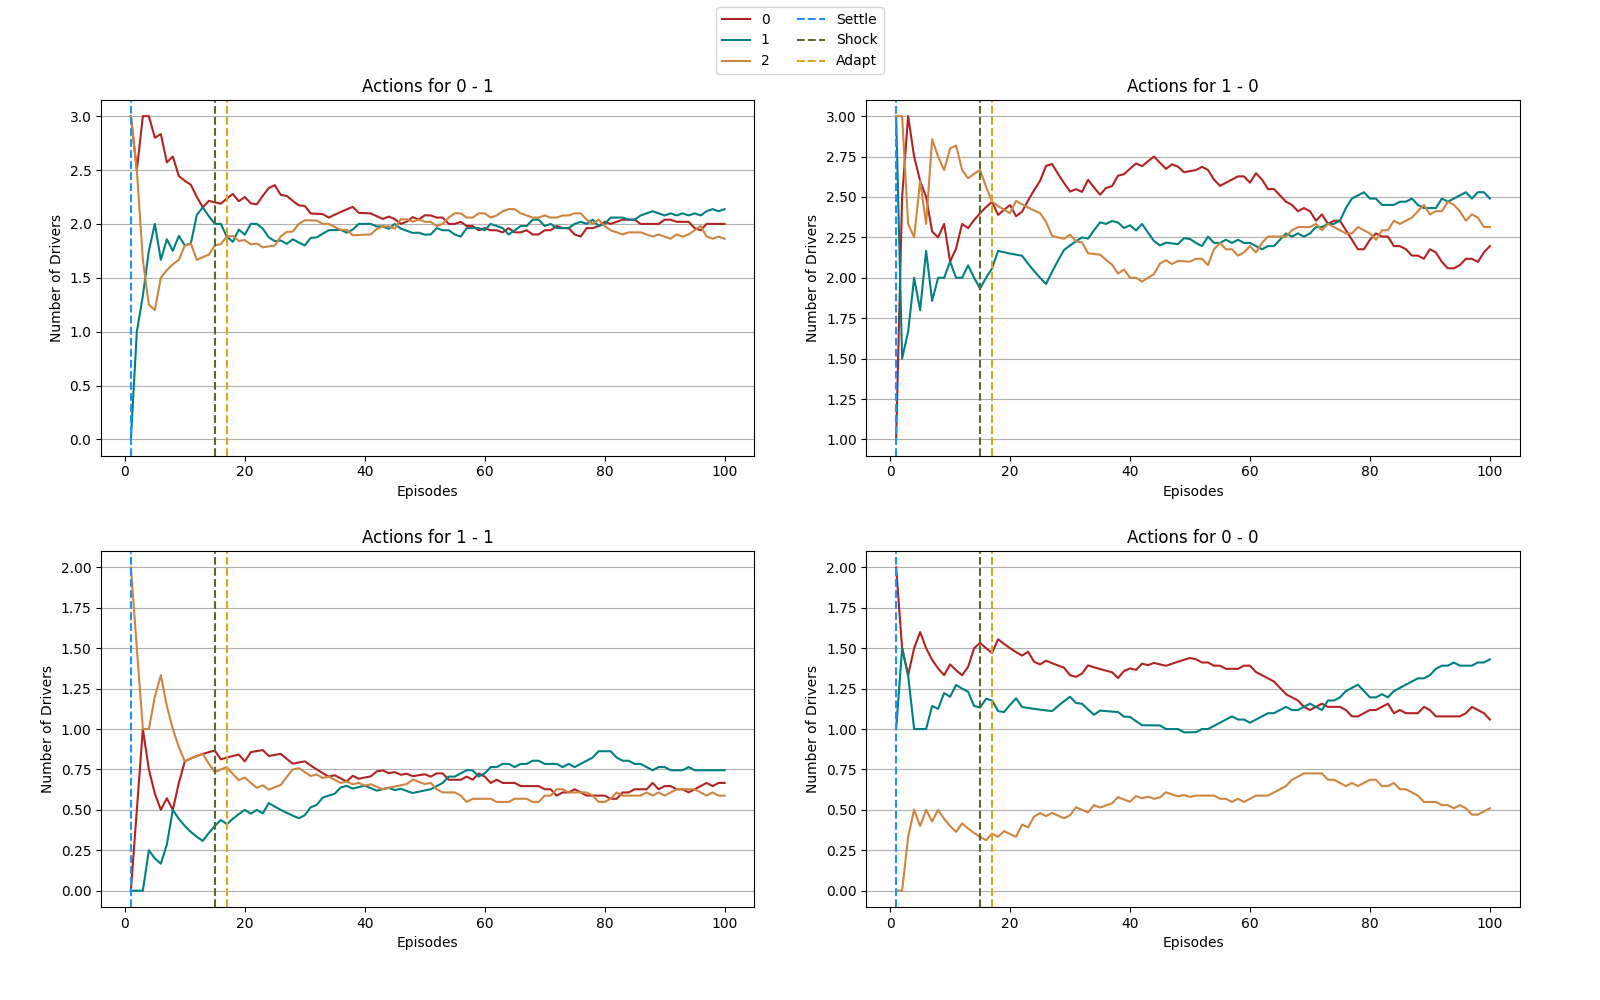 0 Settle
1 Shock
2 Adapt
Actions for 0 - 1
3.0
2.5
2.0
1.5
1.0
0.5
0.0
Number of Drivers
0 20 40 60 80 100
Episodes
Actions for 1 - 0
3.00
2.75
2.50
2.25
2.00
1.75
1.50
1.25
1.00
Number of Drivers
0 20 40 60 80 100
Episodes
Actions for 1 - 1
2.00
1.75
1.50
1.25
1.00
0.75
0.50
0.25
0.00
Number of Drivers
0 20 40 60 80 100
Episodes
Actions for 0 - 0
2.00
1.75
1.50
1.25
1.00
0.75
0.50
0.25
0.00
Number of Drivers
0 20 40 60 80 100
Episodes